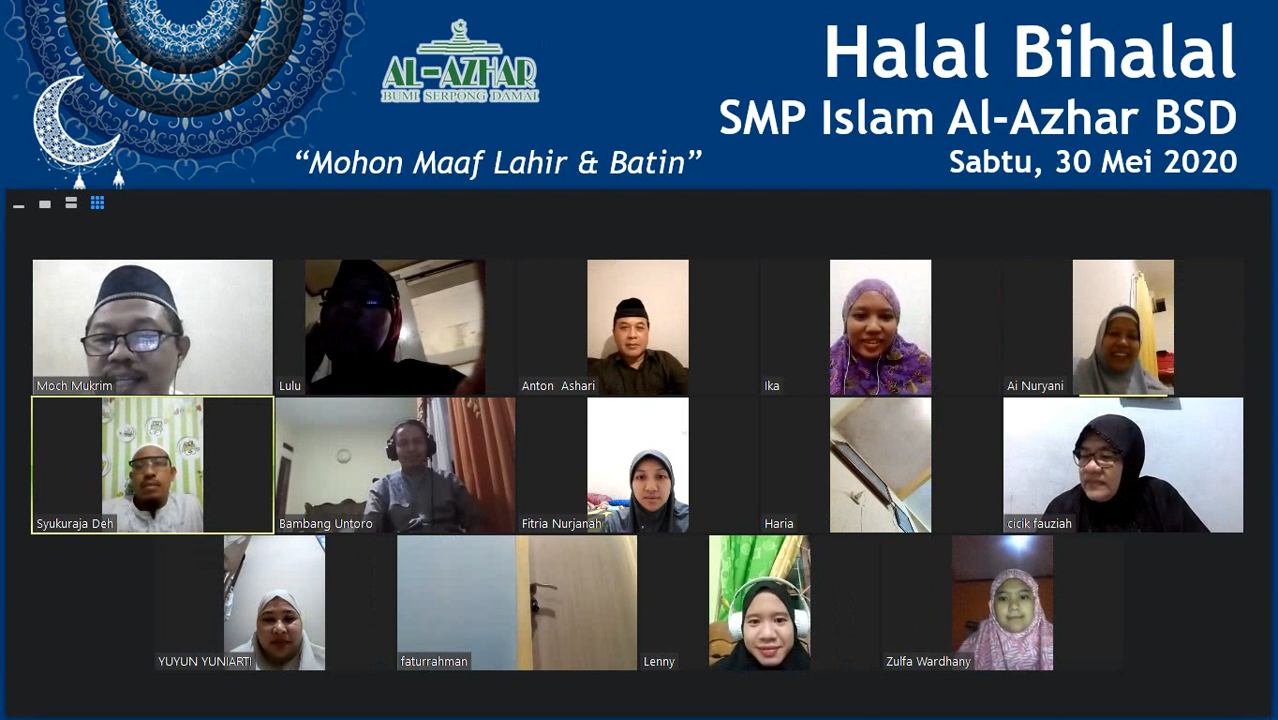 AL-AZHAR
BUMI SERPONG DAMAI
Halal Bihalal
SMP Islam Al-Azhar BSD
“Mohon Maaf Lahir & Batin”
Sabtu, 30 Mei 2020
Moch Mukrim
Lulu
Anton Ashari
Ika
Ai Nuryani
Syukuraja Deh
Bambang Untoro
Fitria Nurjanah
Haria
cicik fauziah
YUYUN YUNIARTI
faturrahman
Lenny
Zulfa Wardhany